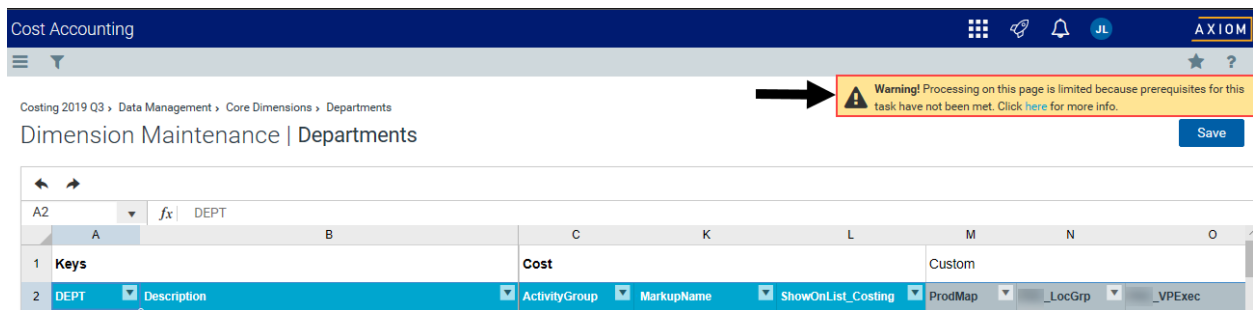 Cost Accounting
JL
AXIOM
?
Warning! Processing on this page is limited because prerequisites for this
task have not been met. Click here for more info.
Costing 2019 Q3 › Data Management › Core Dimensions › Departments
Dimension Maintenance | Departments
Save
A2 fx DEPT
A B C K L M N O
1 Keys Cost Custom
2 DEPT Description ActivityGroup MarkupName ShowOnList_Costing ProdMap _LocGrp _VPExec